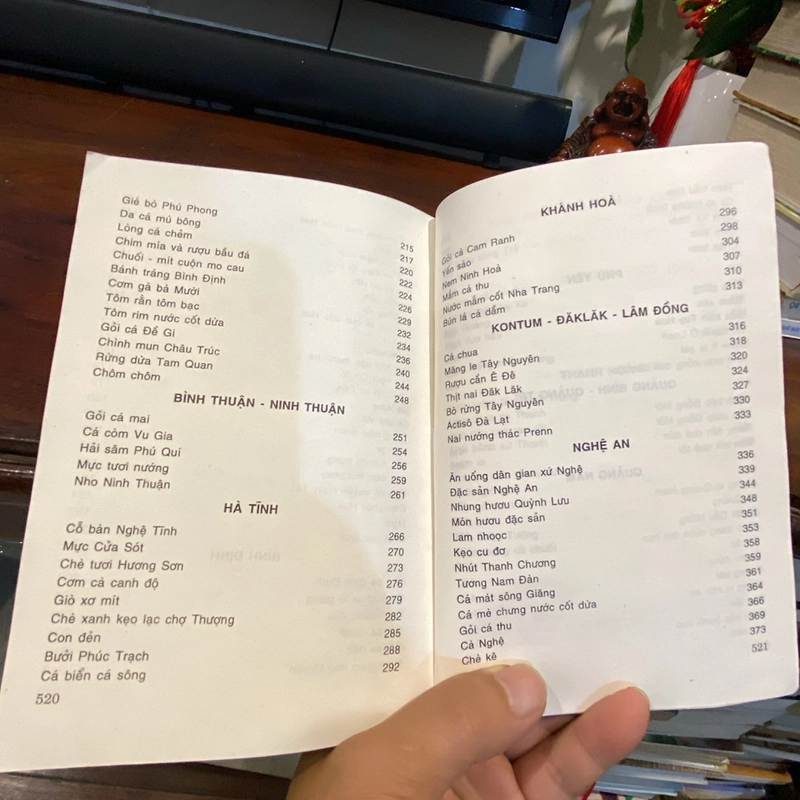 Gié bò Phú Phong 215
Da cá mú bông 217
Lòng cá chẻm 220
Chim mía và rượu bầu đá 222
Chuối - mít cuộn mo cau 224
Bánh tráng Bình Định 226
Cơm gà bà Mười 229
Tôm rằn tôm bạc 232
Tôm rim nước cốt dừa 234
Gỏi cá Đề Gi 236
Chình mun Châu Trúc 240
Rừng dừa Tam Quan 244
Chôm chôm 248
BÌNH THUẬN - NINH THUẬN
Gỏi cá mai 251
Cá cỏm Vu Gia 254
Hải sâm Phú Quí 256
Mực tươi nướng 259
Nho Ninh Thuận 261
HÀ TĨNH
Cỗ bàn Nghệ Tĩnh 266
Mực Cửa Sót 270
Chè tươi Hương Sơn 273
Cơm cà canh độ 276
Giò xơ mít 279
Chè xanh kẹo lạc chợ Thượng 282
Con đẻn 285
Bưởi Phúc Trạch 288
Cá biển cá sông 292
520
KHÁNH HOÀ
Gỏi cá Cam Ranh 296
Yến sào 298
Nem Ninh Hoà 304
Mắm cá thu 307
Nước mắm cốt Nha Trang 310
Bún lá cá dầm 313
KONTUM - ĐĂKLĂK - LÂM ĐỒNG
Cá chua 316
Măng le Tây Nguyên 318
Rượu cần Ê Đê 320
Thịt nai Đăk Lăk 324
Bò rừng Tây Nguyên 327
Actisô Đà Lạt 330
Nai nướng thác Prenn 333
NGHỆ AN
Ăn uống dân gian xứ Nghệ 336
Đặc sản Nghệ An 339
Nhung hươu Quỳnh Lưu 344
Món hươu đặc sản 348
Lam nhoọc 351
Kẹo cu đơ 353
Nhút Thanh Chương 358
Tương Nam Đàn 359
Cá mát sông Giăng 361
Cá mè chưng nước cốt dừa 364
Gỏi cá thu 366
Cà Nghệ 369
Chè kê 373
521